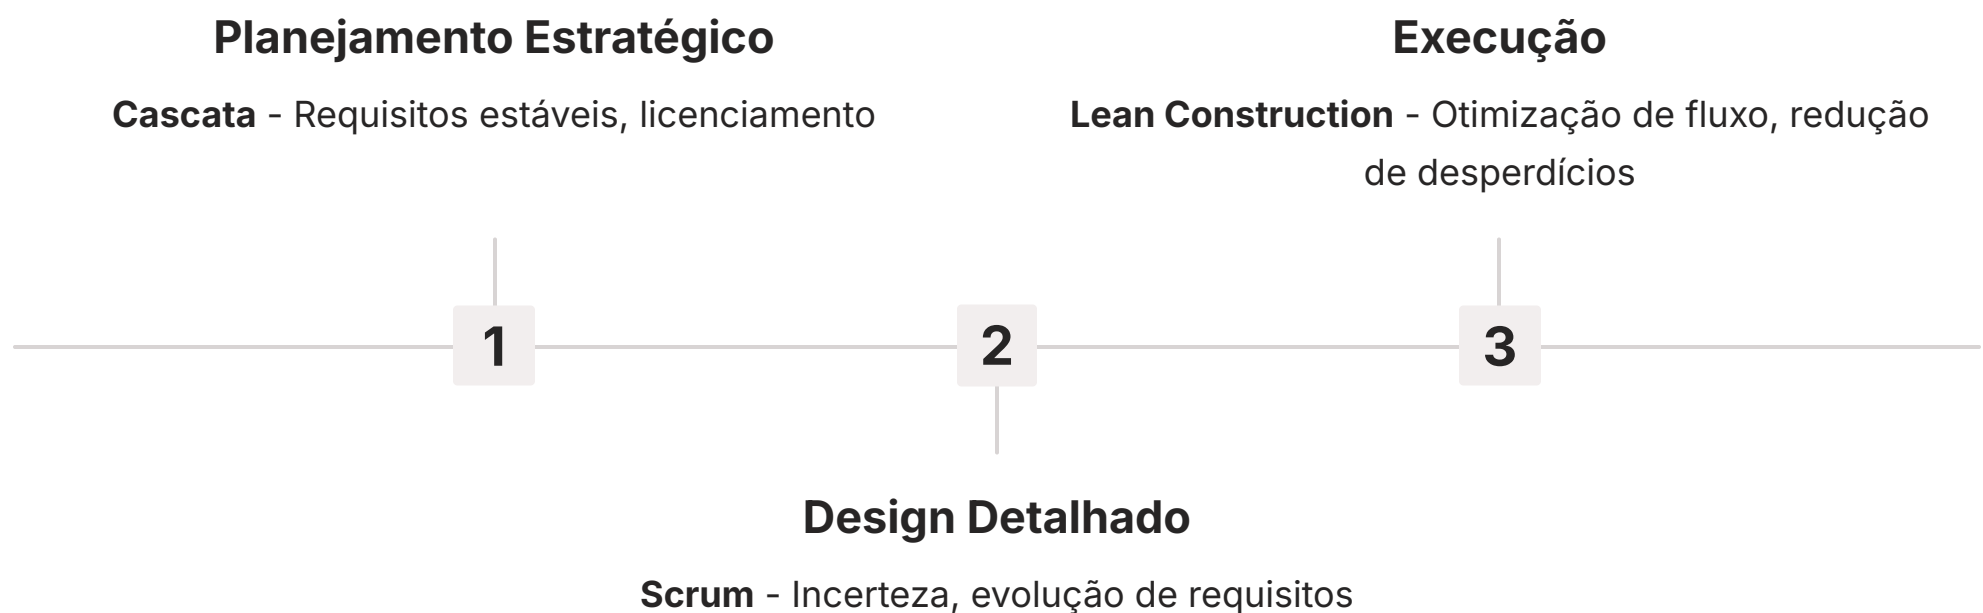 Planejamento Estratégico
Cascata - Requisitos estáveis, licenciamento
Execução
Lean Construction - Otimização de fluxo, redução
de desperdícios
1
2
3
Design Detalhado
Scrum - Incerteza, evolução de requisitos